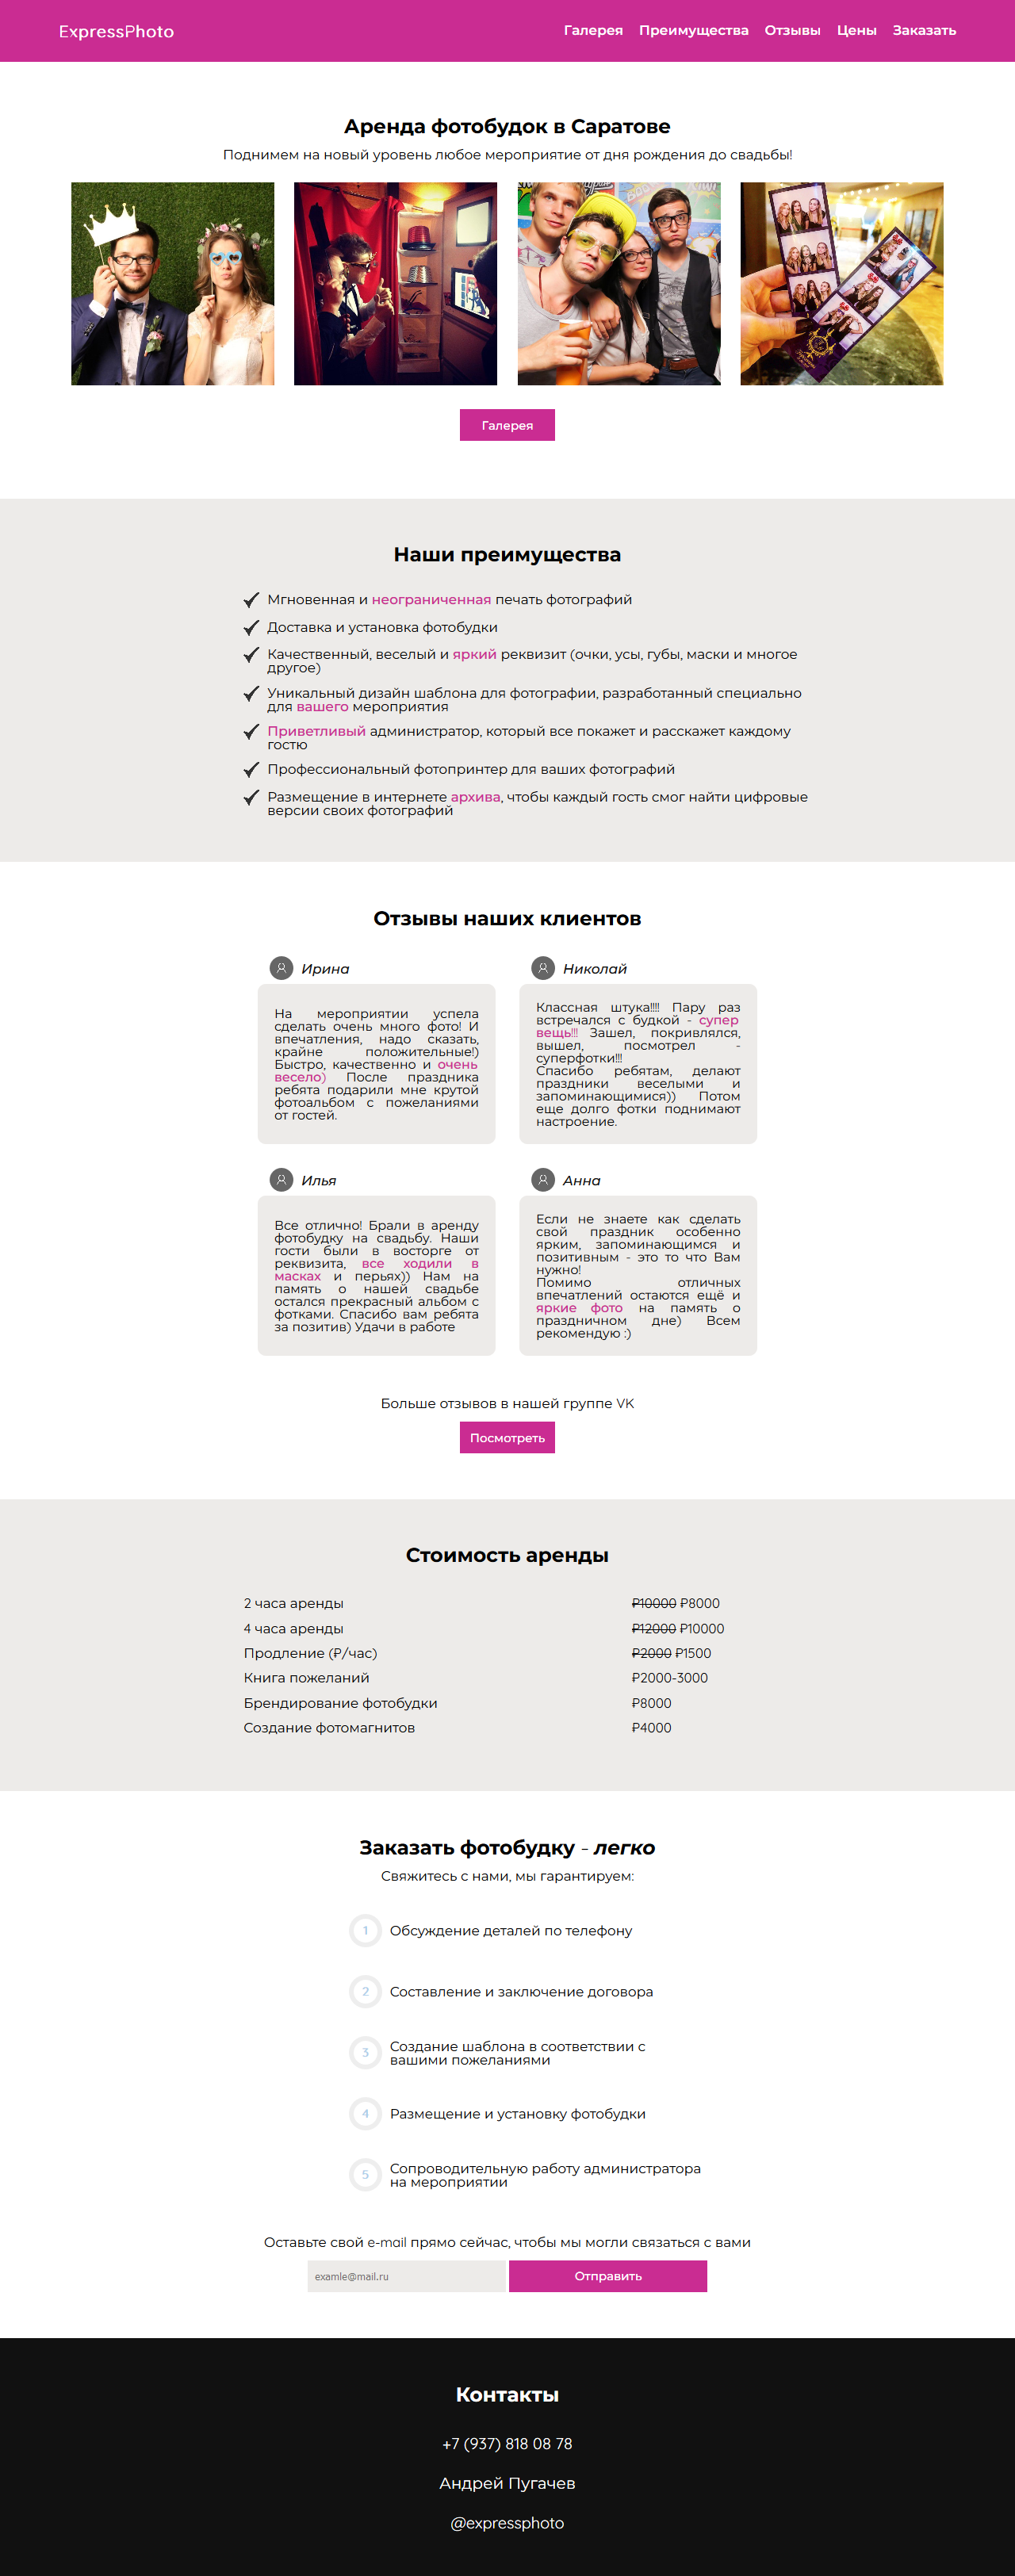 ExpressPhoto
Галерея Преимущества Отзывы Цены Заказать
Аренда фотобудок в Саратове
Поднимем на новый уровень любое мероприятие от дня рождения до свадьбы!
Галерея
Наши преимущества
Мгновенная и неограниченная печать фотографий
Доставка и установка фотобудки
Качественный, веселый и яркий реквизит (очки, усы, губы, маски и многое
другое)
Уникальный дизайн шаблона для фотографии, разработанный специально
для вашего мероприятия
Приветливый администратор, который все покажет и расскажет каждому
гостю
Профессиональный фотопринтер для ваших фотографий
Размещение в интернете архива, чтобы каждый гость смог найти цифровые
версии своих фотографий
Отзывы наших клиентов
Ирина
На мероприятии успела
сделать очень много фото! И
впечатления, надо сказать,
крайне положительные!)
Быстро, качественно и очень
весело) После праздника
ребята подарили мне крутой
фотоальбом с пожеланиями
от гостей.
Николай
Классная штука!!!! Пару раз
встречался с будкой - супер
вещь!!! Зашел, покривлялся,
вышел, посмотрел -
суперфотки!!!
Спасибо ребятам, делают
праздники веселыми и
запоминающимися)) Потом
еще долго фотки поднимают
настроение.
Илья
Все отлично! Брали в аренду
фотобудку на свадьбу. Наши
гости были в восторге от
реквизита, все ходили в
масках и перьях)) Нам на
память о нашей свадьбе
остался прекрасный альбом с
фотками. Спасибо вам ребята
за позитив) Удачи в работе
Анна
Если не знаете как сделать
свой праздник особенно
ярким, запоминающимся и
позитивным - это то что Вам
нужно!
Помимо отличных
впечатлений остаются ещё и
яркие фото на память о
праздничном дне) Всем
рекомендую :)
Больше отзывов в нашей группе VK
Посмотреть
Стоимость аренды
2 часа аренды ₽10000 ₽8000
4 часа аренды ₽12000 ₽10000
Продление (₽/час) ₽2000 ₽1500
Книга пожеланий ₽2000-3000
Брендирование фотобудки ₽8000
Создание фотомагнитов ₽4000
Заказать фотобудку - легко
Свяжитесь с нами, мы гарантируем:
1 Обсуждение деталей по телефону
2 Составление и заключение договора
3 Создание шаблона в соответствии с
вашими пожеланиями
4 Размещение и установку фотобудки
5 Сопроводительную работу администратора
на мероприятии
Оставьте свой e-mail прямо сейчас, чтобы мы могли связаться с вами
examle@mail.ru Отправить
Контакты
+7 (937) 818 08 78
Андрей Пугачев
@expressphoto